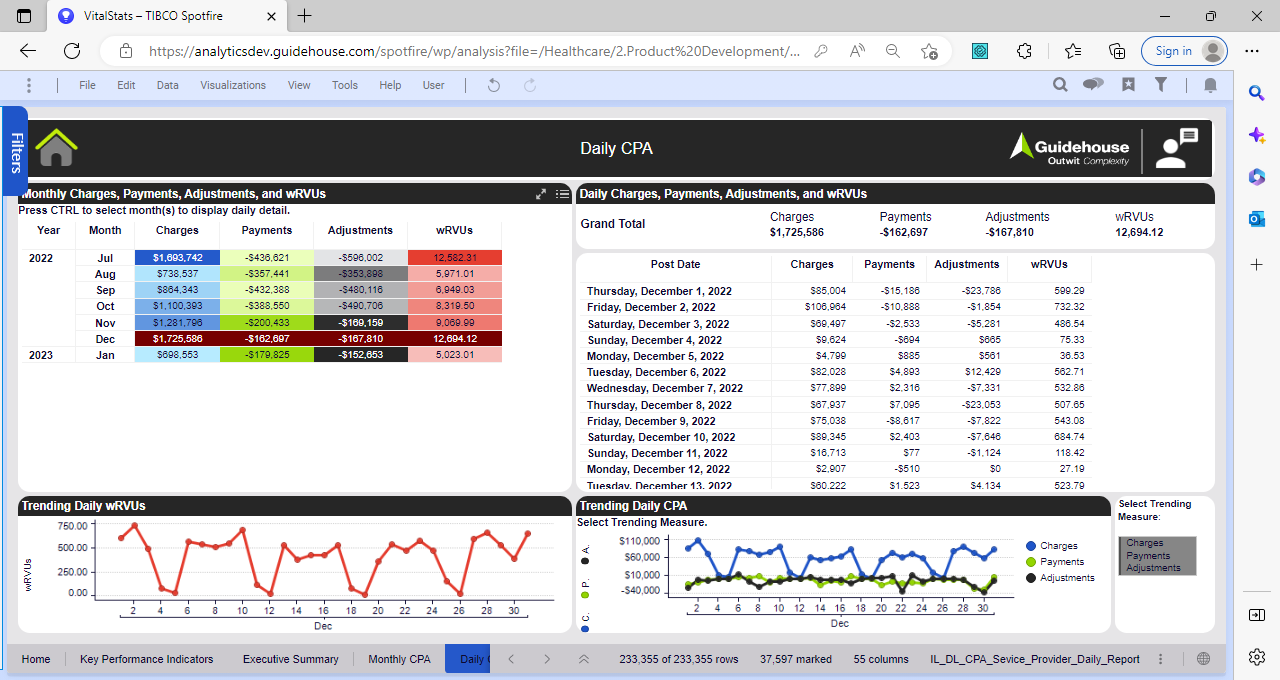 VitalStats – TIBCO Spotfire
https://analyticsdev.guidehouse.com/spotfire/wp/analysis?file=/Healthcare/2.Product%20Development/...
Sign in
File Edit Data Visualizations View Tools Help User
Filters
Daily CPA
Guidehouse
Outwit Complexity
Monthly Charges, Payments, Adjustments, and wRVUs
Press CTRL to select month(s) to display daily detail.
Year Month Charges Payments Adjustments wRVUs
2022 Jul $1,693,742 -$436,621 -$596,002 12,582.31
Aug $738,537 -$357,441 -$353,898 5,971.01
Sep $864,343 -$432,388 -$480,116 6,949.03
Oct $1,100,393 -$388,550 -$490,706 8,319.50
Nov $1,281,796 -$200,433 -$169,159 9,069.99
Dec $1,725,586 -$162,697 -$167,810 12,694.12
2023 Jan $698,553 -$179,825 -$152,653 5,023.01
Daily Charges, Payments, Adjustments, and wRVUs
Grand Total
Charges Payments Adjustments wRVUs
$1,725,586 -$162,697 -$167,810 12,694.12
Post Date Charges Payments Adjustments wRVUs
Thursday, December 1, 2022 $85,004 -$15,186 -$23,786 599.29
Friday, December 2, 2022 $106,964 -$10,888 -$1,854 732.32
Saturday, December 3, 2022 $69,497 -$2,533 -$5,281 486.54
Sunday, December 4, 2022 $9,624 -$694 $665 75.33
Monday, December 5, 2022 $4,799 $885 $561 36.53
Tuesday, December 6, 2022 $82,028 $4,893 $12,429 562.71
Wednesday, December 7, 2022 $77,899 $2,316 -$7,331 532.86
Thursday, December 8, 2022 $67,937 $7,095 -$23,053 507.65
Friday, December 9, 2022 $75,038 -$8,617 -$7,822 543.08
Saturday, December 10, 2022 $89,345 $2,403 -$7,646 684.74
Sunday, December 11, 2022 $16,713 $77 -$1,124 118.42
Monday, December 12, 2022 $2,907 -$510 $0 27.19
Tuesday, December 13, 2022 $60,222 $1,523 $4,134 523.79
Trending Daily wRVUs
wRVUs
750.00
500.00
250.00
0.00
2 4 6 8 10 12 14 16 18 20 22 24 26 28 30
Dec
Trending Daily CPA
Select Trending Measure.
A.
P.
C.
$110,000
$60,000
$10,000
-$40,000
2 4 6 8 10 12 14 16 18 20 22 24 26 28 30
Dec
Charges
Payments
Adjustments
Select Trending
Measure:
Charges
Payments
Adjustments
Home Key Performance Indicators Executive Summary Monthly CPA Daily C 233,355 of 233,355 rows 37,597 marked 55 columns IL_DL_CPA_Sevice_Provider_Daily_Report